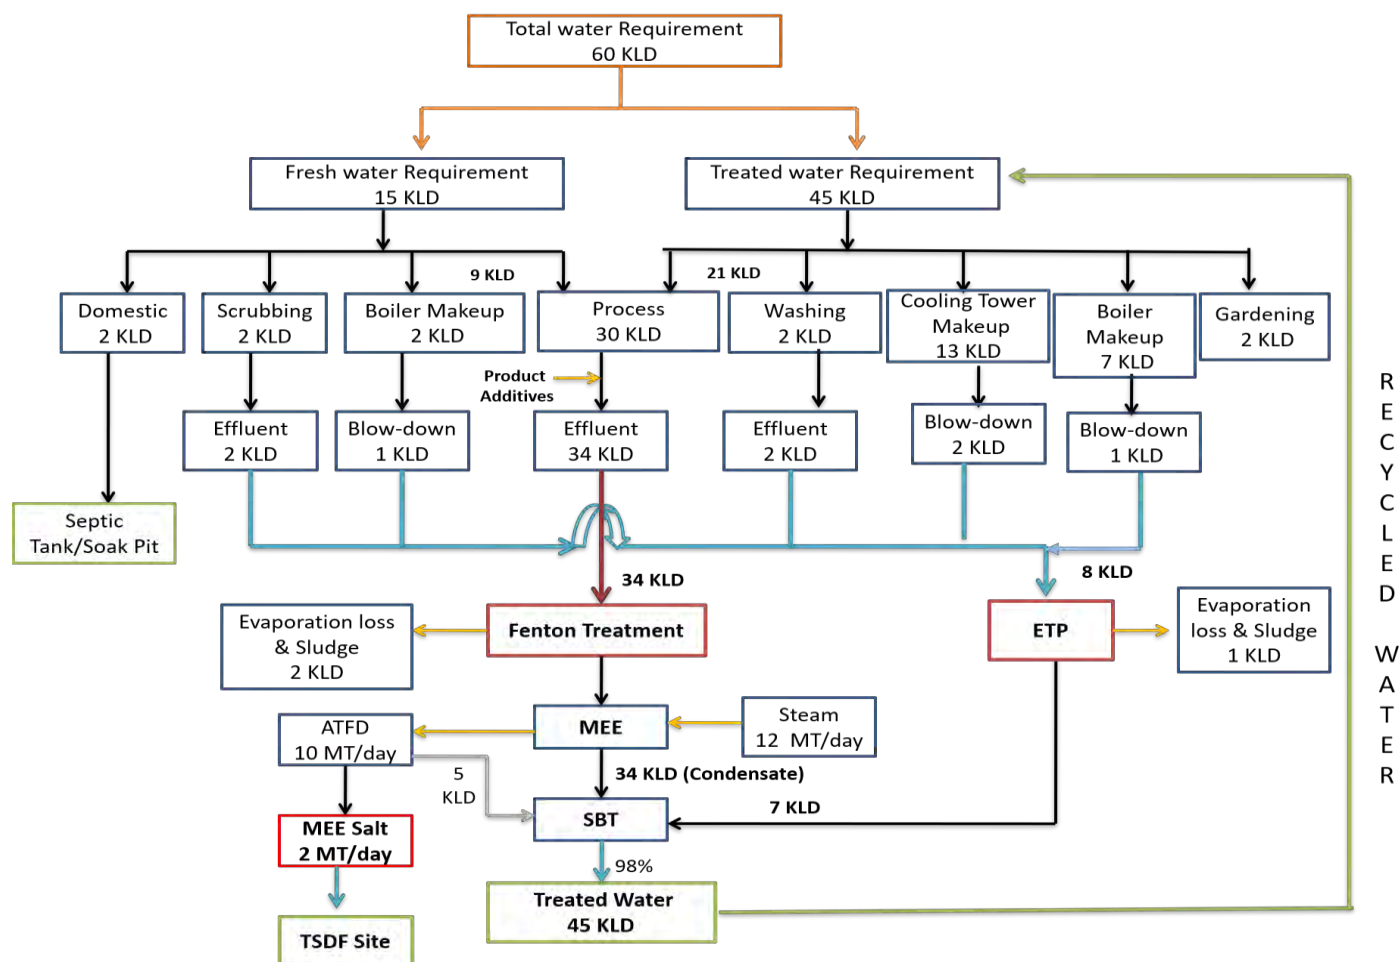 Total water Requirement
60 KLD
Fresh water Requirement
15 KLD
Treated water Requirement
45 KLD
9 KLD
21 KLD
Domestic
2 KLD
Scrubbing
2 KLD
Boiler Makeup
2 KLD
Process
30 KLD
Washing
2 KLD
Cooling Tower
Makeup
13 KLD
Boiler
Makeup
7 KLD
Gardening
2 KLD
Product
Additives
Effluent
2 KLD
Blow-down
1 KLD
Effluent
34 KLD
Effluent
2 KLD
Blow-down
2 KLD
Blow-down
1 KLD
Septic
Tank/Soak Pit
34 KLD
8 KLD
Evaporation loss
& Sludge
2 KLD
Fenton Treatment
ETP
Evaporation
loss & Sludge
1 KLD
ATFD
10 MT/day
MEE
Steam
12 MT/day
5
KLD
34 KLD (Condensate)
7 KLD
MEE Salt
2 MT/day
SBT
98%
Treated Water
45 KLD
TSDF Site
RECYCLED WATER